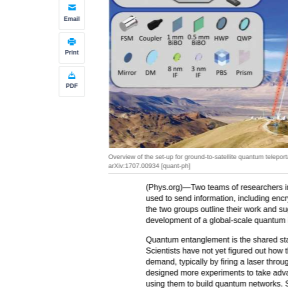 Email
Print
PDF
FSM Coupler 1 mm BiBO 0.5 mm BiBO HWP QWP
Mirror DM 8 nm IF 3 nm IF PBS Prism
Overview of the set-up for ground-to-satellite quantum teleport
arXiv:1707.00934 [quant-ph]
(Phys.org)—Two teams of researchers i
used to send information, including encry
the two groups outline their work and su
development of a global-scale quantum
Quantum entanglement is the shared sta
Scientists have not yet figured out how t
demand, typically by firing a laser throug
designed more experiments to take adva
using them to build quantum networks. S